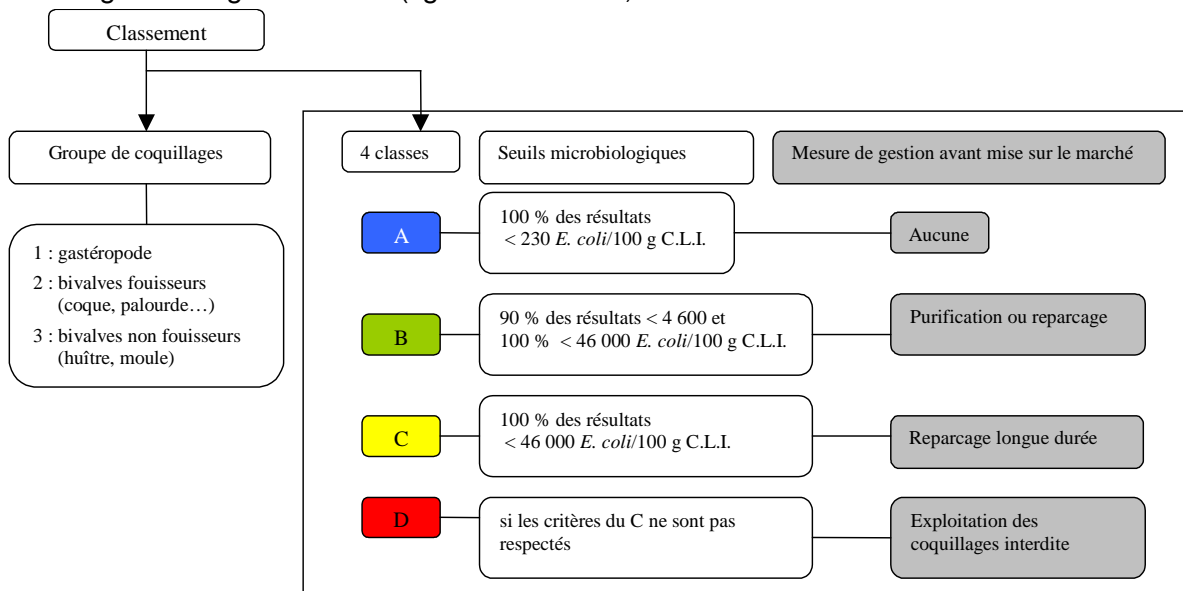 Classement
Groupe de coquillages
4 classes
Seuils microbiologiques
Mesure de gestion avant mise sur le marché
1 : gastéropode
2 : bivalves fouisseurs
(coque, palourde…)
3 : bivalves non fouisseurs
(huître, moule)
A
100 % des résultats
< 230 E. coli/100 g C.L.I.
Aucune
B
90 % des résultats < 4 600 et
100 % < 46 000 E. coli/100 g C.L.I.
Purification ou reparcage
C
100 % des résultats
< 46 000 E. coli/100 g C.L.I.
Reparcage longue durée
D
si les critères du C ne sont pas
respectés
Exploitation des
coquillages interdite